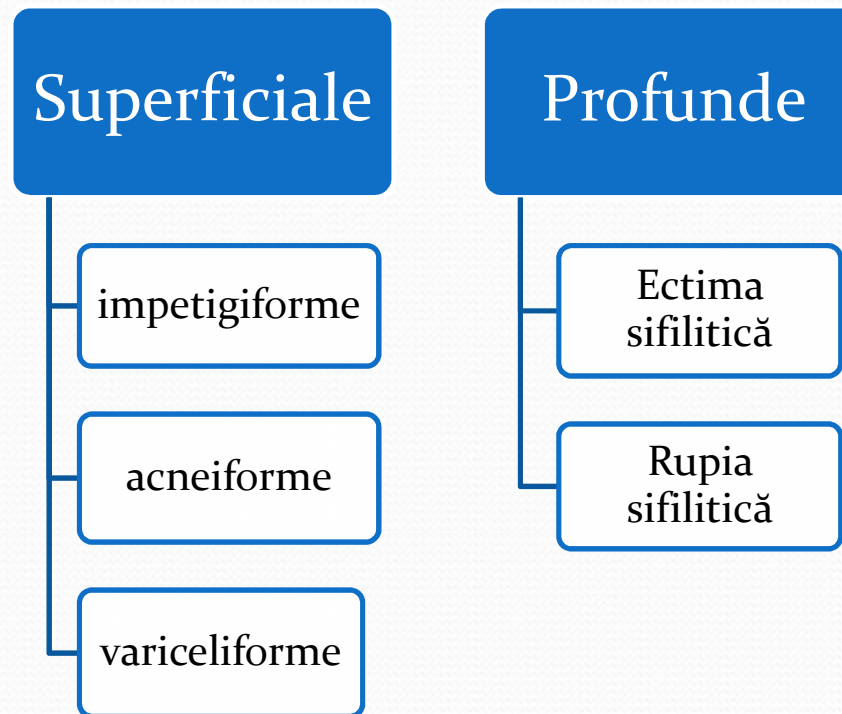 Superficiale
impetigiforme
acneiforme
variceliforme
Profunde
Ectima
sifilitică
Rupia
sifilitică